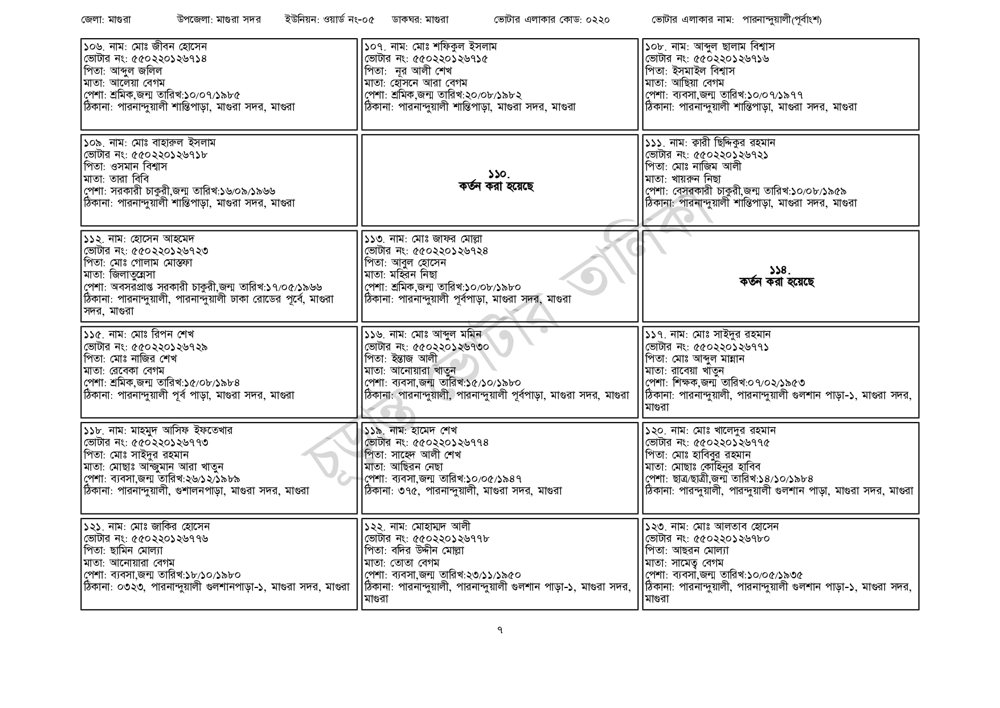 জেলা: মাগুরা উপজেলা: মাগুরা সদর ইউনিয়ন: ওয়ার্ড নং-০৫ ডাকঘর: মাগুরা ভোটার এলাকার কোড: ০২২০ ভোটার এলাকার নাম: পারনান্দুয়ালী(পূর্বাংশ)
১০৬. নাম: মোঃ জীবন হোসেন
ভোটার নং: ৫৫০২২০১২৬৭১৪
পিতা: আব্দুল জলিল
মাতা: আলেয়া বেগম
পেশা: শ্রমিক,জন্ম তারিখ:১০/০৭/১৯৮৫
ঠিকানা: পারনান্দুয়ালী শান্তিপাড়া, মাগুরা সদর, মাগুরা
১০৭. নাম: মোঃ শফিকুল ইসলাম
ভোটার নং: ৫৫০২২০১২৬৭১৫
পিতা: নূর আলী শেখ
মাতা: হোসনে আরা বেগম
পেশা: শ্রমিক,জন্ম তারিখ:২০/০৮/১৯৮২
ঠিকানা: পারনান্দুয়ালী শান্তিপাড়া, মাগুরা সদর, মাগুরা
১০৮. নাম: আব্দুল ছালাম বিশ্বাস
ভোটার নং: ৫৫০২২০১২৬৭১৬
পিতা: ইসমাইল বিশ্বাস
মাতা: আছিয়া বেগম
পেশা: ব্যবসা,জন্ম তারিখ:১০/০৭/১৯৭৭
ঠিকানা: পারনান্দুয়ালী শান্তিপাড়া, মাগুরা সদর, মাগুরা
১০৯. নাম: মোঃ বাহারুল ইসলাম
ভোটার নং: ৫৫০২২০১২৬৭১৮
পিতা: ওসমান বিশ্বাস
মাতা: তারা বিবি
পেশা: সরকারী চাকুরী,জন্ম তারিখ:১৬/০৯/১৯৬৬
ঠিকানা: পারনান্দুয়ালী শান্তিপাড়া, মাগুরা সদর, মাগুরা
১১০.
কর্তন করা হয়েছে
১১১. নাম: ক্বারী ছিদ্দিকুর রহমান
ভোটার নং: ৫৫০২২০১২৬৭২১
পিতা: মোঃ নাজিম আলী
মাতা: খায়রুন নিছা
পেশা: বেসরকারী চাকুরী,জন্ম তারিখ:১০/০৮/১৯৫৯
ঠিকানা: পারনান্দুয়ালী শান্তিপাড়া, মাগুরা সদর, মাগুরা
১১২. নাম: হোসেন আহমেদ
ভোটার নং: ৫৫০২২০১২৬৭২৩
পিতা: মোঃ গোলাম মোস্তফা
মাতা: জিলাতুন্নেসা
পেশা: অবসরপ্রাপ্ত সরকারী চাকুরী,জন্ম তারিখ:১৭/০৫/১৯৬৬
ঠিকানা: পারনান্দুয়ালী, পারনান্দুয়ালী ঢাকা রোডের পূর্বে, মাগুরা
সদর, মাগুরা
১১৩. নাম: মোঃ জাফর মোল্লা
ভোটার নং: ৫৫০২২০১২৬৭২৪
পিতা: আবুল হোসেন
মাতা: মহিরন নিছা
পেশা: শ্রমিক,জন্ম তারিখ:১০/০৮/১৯৮০
ঠিকানা: পারনান্দুয়ালী পূর্বপাড়া, মাগুরা সদর, মাগুরা
১১৪.
কর্তন করা হয়েছে
১১৫. নাম: মোঃ রিপন শেখ
ভোটার নং: ৫৫০২২০১২৬৭২৯
পিতা: মোঃ নাজির শেখ
মাতা: রেবেকা বেগম
পেশা: শ্রমিক,জন্ম তারিখ:১৫/০৮/১৯৮৪
ঠিকানা: পারনান্দুয়ালী পূর্ব পাড়া, মাগুরা সদর, মাগুরা
১১৬. নাম: মোঃ আব্দুল মমিন
ভোটার নং: ৫৫০২২০১২৬৭৩০
পিতা: ইন্তাজ আলী
মাতা: আনোয়ারা খাতুন
পেশা: ব্যবসা,জন্ম তারিখ:১৫/১০/১৯৮০
ঠিকানা: পারনান্দুয়ালী, পারনান্দুয়ালী পূর্বপাড়া, মাগুরা সদর, মাগুরা
১১৭. নাম: মোঃ সাইদুর রহমান
ভোটার নং: ৫৫০২২০১২৬৭৭১
পিতা: মোঃ আব্দুল মান্নান
মাতা: রাবেয়া খাতুন
পেশা: শিক্ষক,জন্ম তারিখ:০৭/০২/১৯৫৩
ঠিকানা: পারনান্দুয়ালী, পারনান্দুয়ালী গুলশান পাড়া-১, মাগুরা সদর,
মাগুরা
১১৮. নাম: মাহমুদ আসিফ ইফতেখার
ভোটার নং: ৫৫০২২০১২৬৭৭৩
পিতা: মোঃ সাইদুর রহমান
মাতা: মোছাঃ আন্জুমান আরা খাতুন
পেশা: ব্যবসা,জন্ম তারিখ:২৬/১২/১৯৮৯
ঠিকানা: পারনান্দুয়ালী, গুশালনপাড়া, মাগুরা সদর, মাগুরা
১১৯. নাম: হামেদ শেখ
ভোটার নং: ৫৫০২২০১২৬৭৭৪
পিতা: সাহেদ আলী শেখ
মাতা: আছিরন নেছা
পেশা: ব্যবসা,জন্ম তারিখ:১০/০৫/১৯৪৭
ঠিকানা: ৩৭৫, পারনান্দুয়ালী, মাগুরা সদর, মাগুরা
১২০. নাম: মোঃ খালেদুর রহমান
ভোটার নং: ৫৫০২২০১২৬৭৭৫
পিতা: মোঃ হাবিবুর রহমান
মাতা: মোছাঃ কোহিনুর হাবিব
পেশা: ছাত্র/ছাত্রী,জন্ম তারিখ:১৪/১০/১৯৮৪
ঠিকানা: পারন্দুয়ালী, পারন্দুয়ালী গুলশান পাড়া, মাগুরা সদর, মাগুরা
১২১. নাম: মোঃ জাকির হোসেন
ভোটার নং: ৫৫০২২০১২৬৭৭৬
পিতা: ছামিন মোল্যা
মাতা: আনোয়ারা বেগম
পেশা: ব্যবসা,জন্ম তারিখ:১৮/১০/১৯৮০
ঠিকানা: ০৩২৩, পারনান্দুয়ালী গুলশানপাড়া-১, মাগুরা সদর, মাগুরা
১২২. নাম: মোহাম্মদ আলী
ভোটার নং: ৫৫০২২০১২৬৭৭৮
পিতা: বদির উদ্দীন মোল্লা
মাতা: তোতা বেগম
পেশা: ব্যবসা,জন্ম তারিখ:২৩/১১/১৯৫০
ঠিকানা: পারনান্দুয়ালী, পারনান্দুয়ালী গুলশান পাড়া-১, মাগুরা সদর,
মাগুরা
১২৩. নাম: মোঃ আলতাব হোসেন
ভোটার নং: ৫৫০২২০১২৬৭৮০
পিতা: আছরন মোল্যা
মাতা: সামেত্ব বেগম
পেশা: ব্যবসা,জন্ম তারিখ:১০/০৫/১৯৩৫
ঠিকানা: পারনান্দুয়ালী, পারনান্দুয়ালী গুলশান পাড়া-১, মাগুরা সদর,
মাগুরা
চূড়ান্ত ভোটার তালিকা
৭